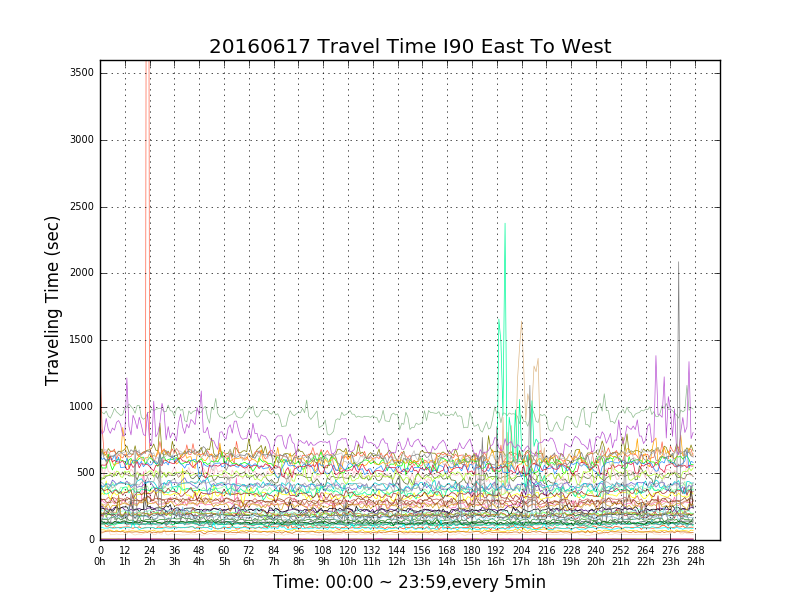 20160617 Travel Time I90 East To West
Traveling Time (sec)
3500
3000
2500
2000
1500
1000
500
0
0 12 24 36 48 60 72 84 96 108 120 132 144 156 168 180 192 204 216 228 240 252 264 276 288
0h 1h 2h 3h 4h 5h 6h 7h 8h 9h 10h 11h 12h 13h 14h 15h 16h 17h 18h 19h 20h 21h 22h 23h 24h
Time: 00:00 ~ 23:59,every 5min